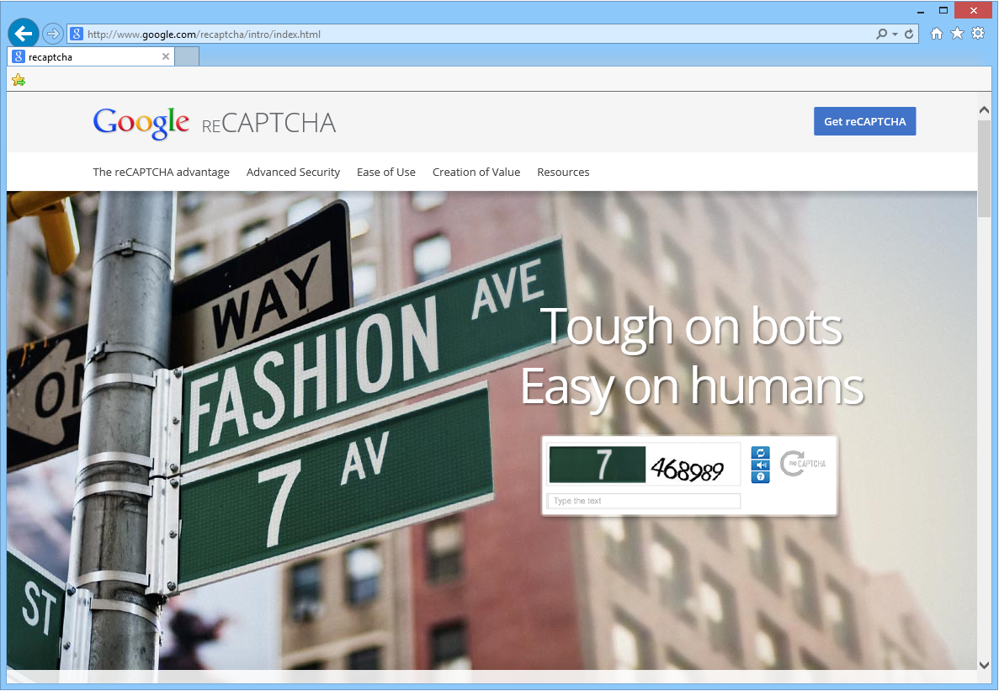 http://www.google.com/recaptcha/intro/index.html
recaptcha
Google reCAPTCHA
Get reCAPTCHA
The reCAPTCHA advantage Advanced Security Ease of Use Creation of Value Resources
WAY
ON
FASHION AVE
7 AV
ST
Tough on bots
Easy on humans
7 468989
reCAPTCHA
Type the text